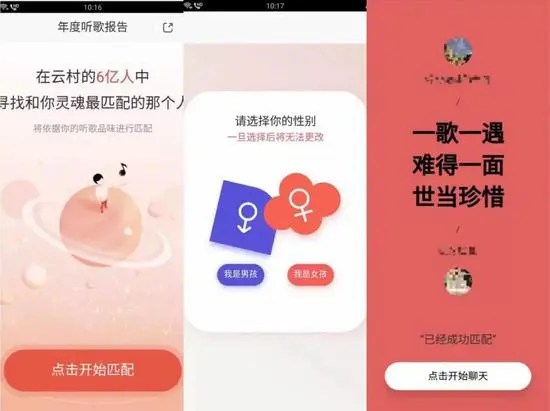 10:16
年度听歌报告
在云村的6亿人中
寻找和你灵魂最匹配的那个人
将依据你的听歌品味进行匹配
点击开始匹配
10:17
请选择你的性别
一旦选择后将无法更改
我是男孩
我是女孩
/
一歌一遇
难得一面
世当珍惜
/
“已经成功匹配”
点击开始聊天